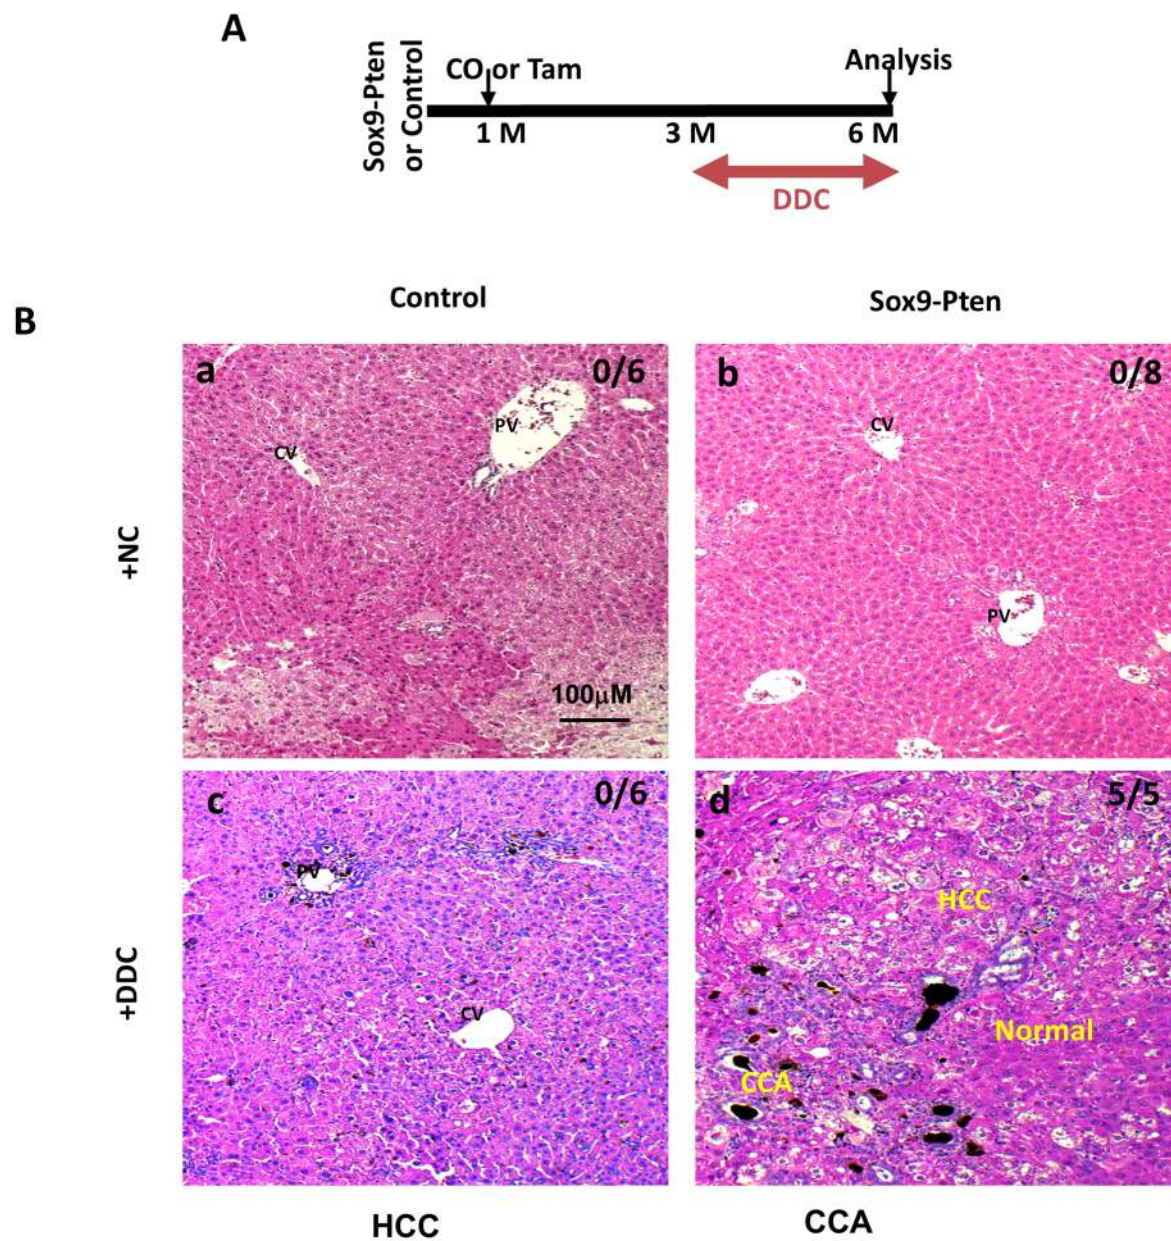 A
Sox9-Pten
or Control
CO or Tam
Analysis
1 M
3 M
6 M
DDC
B
Control
Sox9-Pten
+NC
a
0/6
PV
CV
100μM
b
0/8
CV
PV
+DDC
c
0/6
PV
CV
d
5/5
HCC
Normal
CCA
HCC
CCA